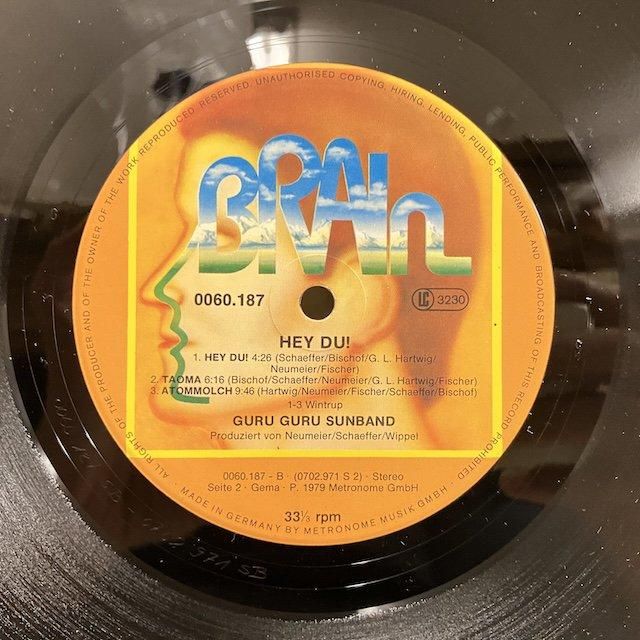 ALL RIGHTS OF THE PRODUCER AND OF THE OWNER OF THE WORK REPRODUCED RESERVED. UNAUTHORISED COPYING, HIRING, LENDING, PUBLIC PERFORMANCE AND BROADCASTING OF THIS RECORD PROHIBITED ·
BRAIn
0060.187
LC 3230
HEY DU!
1. HEY DU! 4:26 (Schaeffer/Bischof/G. L. Hartwig/
Neumeier/Fischer)
2. TAOMA 6:16 (Bischof/Schaeffer/Neumeier/G. L. Hartwig/Fischer)
3. ATOMMOLCH 9:46 (Hartwig/Neumeier/Fischer/Schaeffer/Bischof)
1-3 Wintrup
GURU GURU SUNBAND
Produziert von Neumeier/Schaeffer/Wippel
0060.187 - B · (0702.971 S 2) · Stereo
Seite 2 · Gema · P. 1979 Metronome GmbH
33⅓ rpm
· MADE IN GERMANY BY METRONOME MUSIK GMBH ·